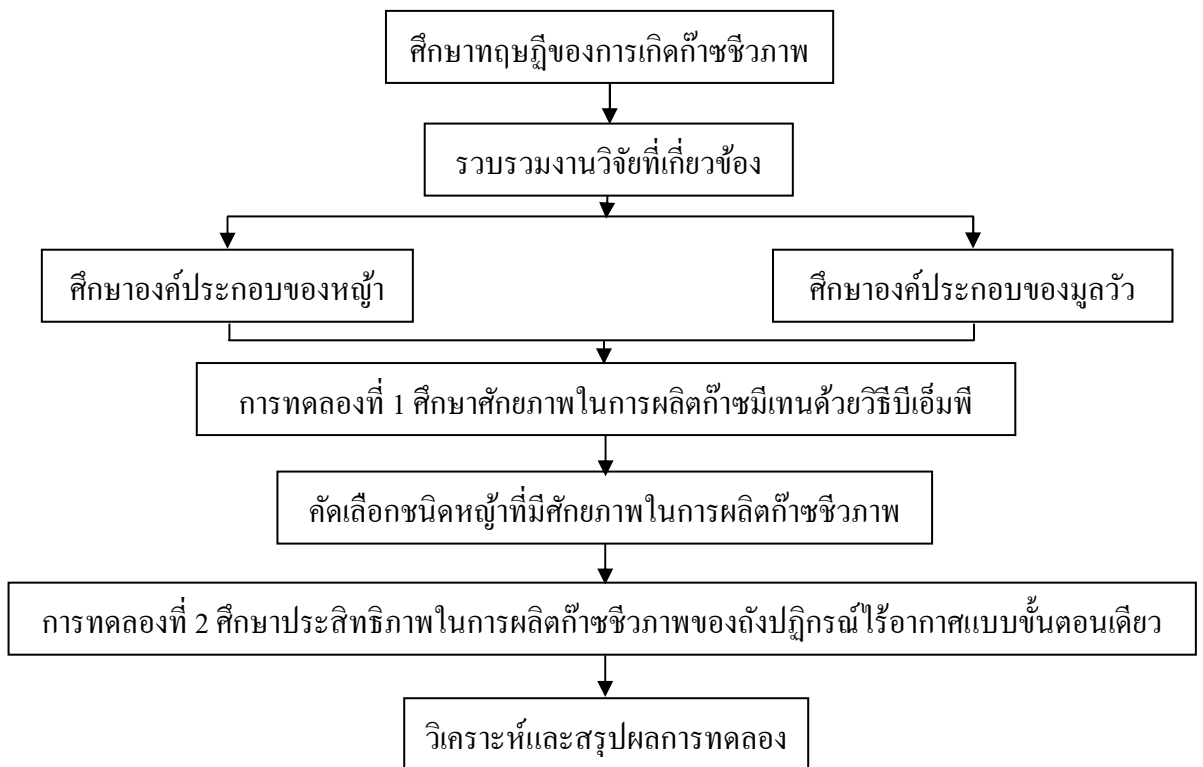 ศึกษาทฤษฎีของการเกิดก๊าซชีวภาพ
รวบรวมงานวิจัยที่เกี่ยวข้อง
ศึกษาองค์ประกอบของหญ้า
ศึกษาองค์ประกอบของมูลวัว
การทดลองที่ 1 ศึกษาศักยภาพในการผลิตก๊าซมีเทนด้วยวิธีบีเอ็มพี
คัดเลือกชนิดหญ้าที่มีศักยภาพในการผลิตก๊าซชีวภาพ
การทดลองที่ 2 ศึกษาประสิทธิภาพในการผลิตก๊าซชีวภาพของถังปฏิกรณ์ไร้อากาศแบบขั้นตอนเดียว
วิเคราะห์และสรุปผลการทดลอง